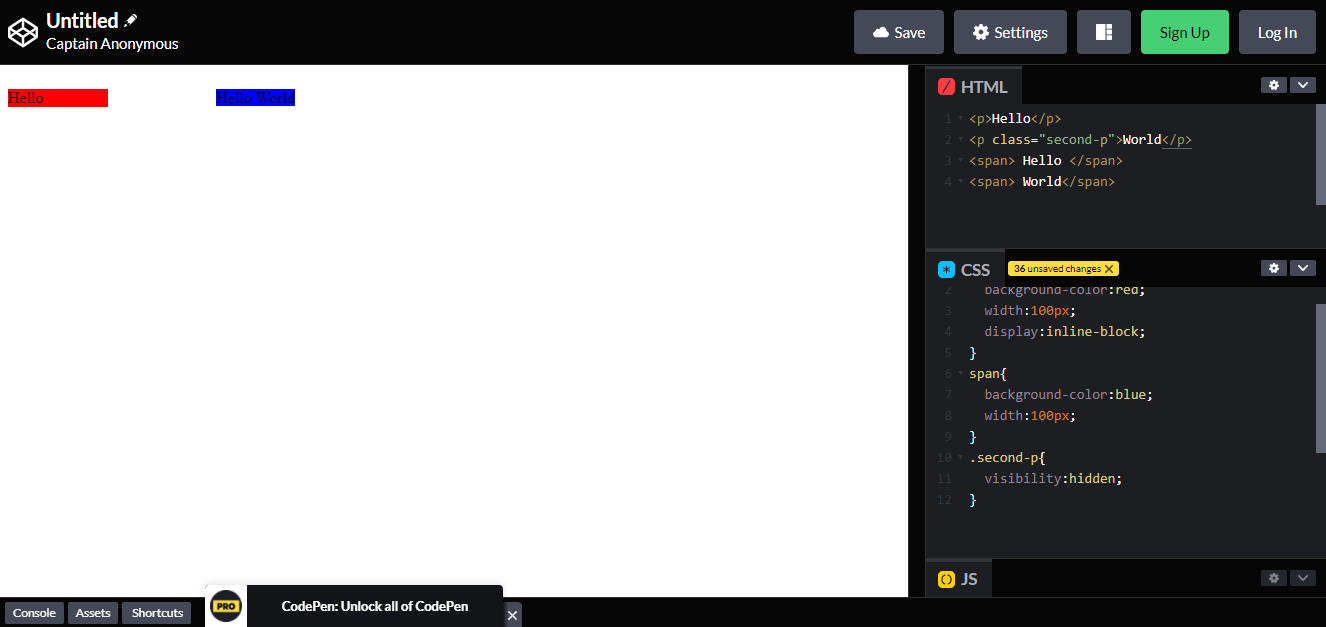 Untitled
Captain Anonymous
Save
Settings
Sign Up
Log In
Hello
Hello World
HTML
1 <p>Hello</p>
2 <p class="second-p">World</p>
3 <span> Hello </span>
4 <span> World</span>
CSS
36 unsaved changes X
2 background-color:red;
3 width:100px;
4 display:inline-block;
5 }
6 span{
7 background-color:blue;
8 width:100px;
9 }
10 .second-p{
11 visibility:hidden;
12 }
JS
Console
Assets
Shortcuts
PRO
CodePen: Unlock all of CodePen